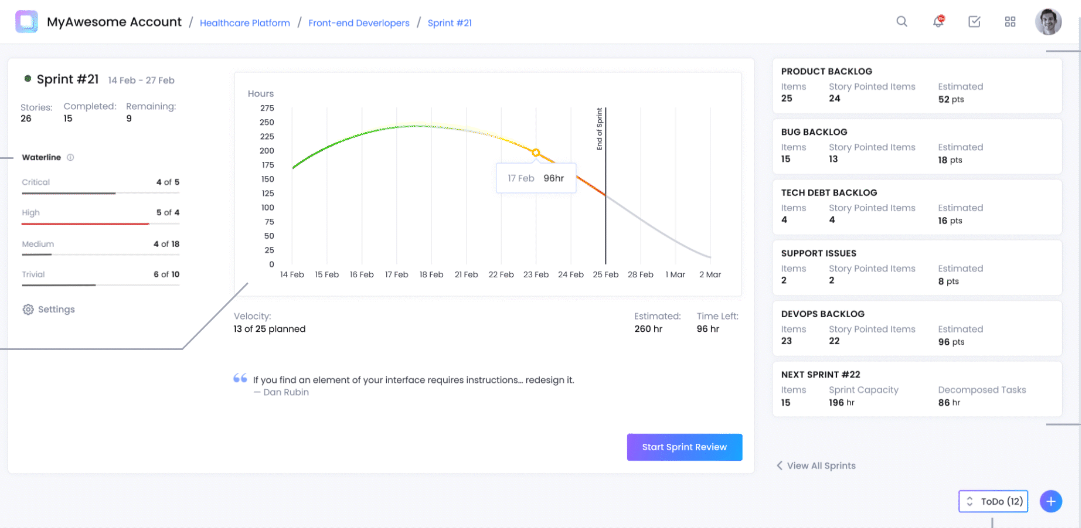 MyAwesome Account / Healthcare Platform / Front-end Deverlopers / Sprint #21
Sprint #21 14 Feb - 27 Feb
Stories: Completed: Remaining:
26 15 9
Waterline
Critical 4 of 5
High 5 of 4
Medium 4 of 18
Trivial 6 of 10
Settings
Hours
275
250
225
200
175
150
125
100
75
50
25
0
End of Sprint
17 Feb 96hr
14 Feb 15 Feb 16 Feb 17 Feb 18 Feb 21 Feb 22 Feb 23 Feb 24 Feb 25 Feb 28 Feb 1 Mar 2 Mar
Velocity: Estimated: Time Left:
13 of 25 planned 260 hr 96 hr
If you find an element of your interface requires instructions... redesign it.
— Dan Rubin
Start Sprint Review
PRODUCT BACKLOG
Items Story Pointed Items Estimated
25 24 52 pts
BUG BACKLOG
Items Story Pointed Items Estimated
15 13 18 pts
TECH DEBT BACKLOG
Items Story Pointed Items Estimated
4 4 16 pts
SUPPORT ISSUES
Items Story Pointed Items Estimated
2 2 8 pts
DEVOPS BACKLOG
Items Story Pointed Items Estimated
23 22 96 pts
NEXT SPRINT #22
Items Sprint Capacity Decomposed Tasks
15 196 hr 86 hr
View All Sprints
ToDo (12)